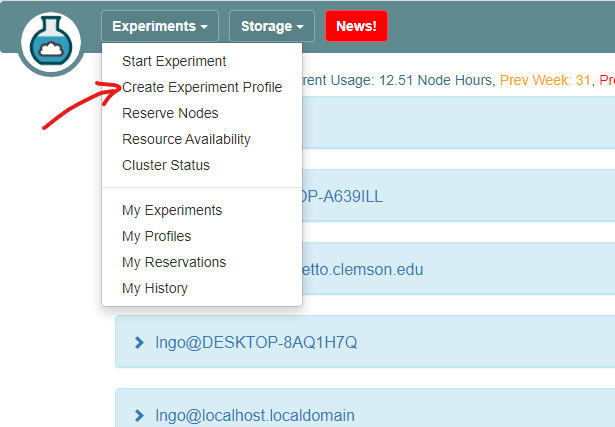 Experiments Storage News!
Start Experiment
Create Experiment Profile
rrent Usage: 12.51 Node Hours, Prev Week: 31, Pr
Reserve Nodes
Resource Availability
Cluster Status
OP-A639ILL
My Experiments
My Profiles
My Reservations
etto.clemson.edu
My History
lngo@DESKTOP-8AQ1H7Q
lngo@localhost.localdomain